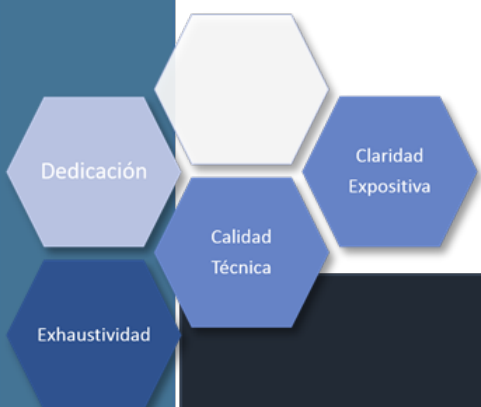 Dedicación
Claridad
Expositiva
Calidad
Técnica
Exhaustividad